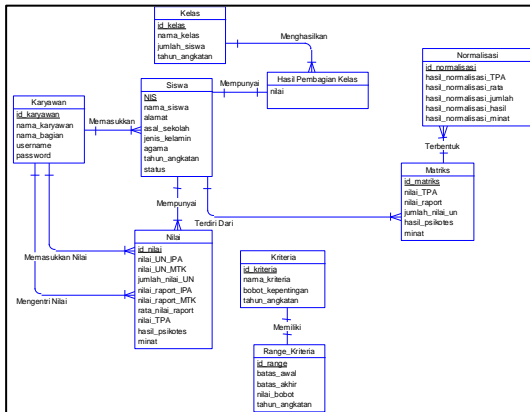 Kelas
id_kelas
nama_kelas
jumlah_siswa
tahun_angkatan
Menghasilkan
Hasil Pembagian Kelas
nilai
Normalisasi
id_normalisasi
hasil_normalisasi_TPA
hasil_normalisasi_rata
hasil_normalisasi_jumlah
hasil_normalisasi_hasil
hasil_normalisasi_minat
Karyawan
id_karyawan
nama_karyawan
nama_bagian
username
password
Memasukkan
Siswa
NIS
nama_siswa
alamat
asal_sekolah
jenis_kelamin
agama
tahun_angkatan
status
Mempunyai
Terbentuk
Matriks
id_matriks
nilai_TPA
nilai_raport
jumlah_nilai_un
hasil_psikotes
minat
Mempunyai
Terdiri Dari
Memasukkan Nilai
Mengentri Nilai
Nilai
id_nilai
nilai_UN_IPA
nilai_UN_MTK
jumlah_nilai_UN
nilai_raport_IPA
nilai_raport_MTK
rata_nilai_raport
nilai_TPA
hasil_psikotes
minat
Kriteria
id_kriteria
nama_kriteria
bobot_kepentingan
tahun_angkatan
Memiliki
Range_Kriteria
id_range
batas_awal
batas_akhir
nilai_bobot
tahun_angkatan